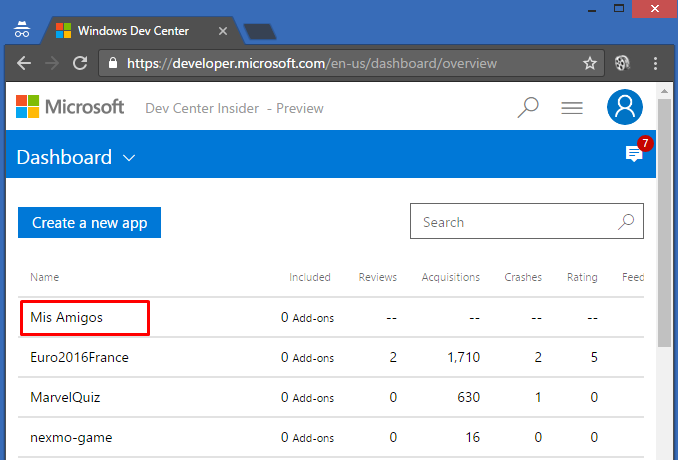 Windows Dev Center
https://developer.microsoft.com/en-us/dashboard/overview
Microsoft Dev Center Insider - Preview
Dashboard 7
Create a new app Search
Name Included Reviews Acquisitions Crashes Rating Feed
Mis Amigos 0 Add-ons -- -- -- --
Euro2016France 0 Add-ons 2 1,710 2 5
MarvelQuiz 0 Add-ons 0 630 1 0
nexmo-game 0 Add-ons 0 16 0 0